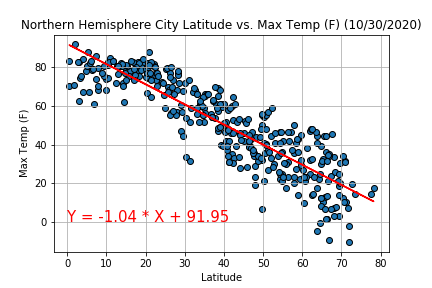 Northern Hemisphere City Latitude vs. Max Temp (F) (10/30/2020)
Max Temp (F)
80
60
40
20
0
Y = -1.04 * X + 91.95
0 10 20 30 40 50 60 70 80
Latitude